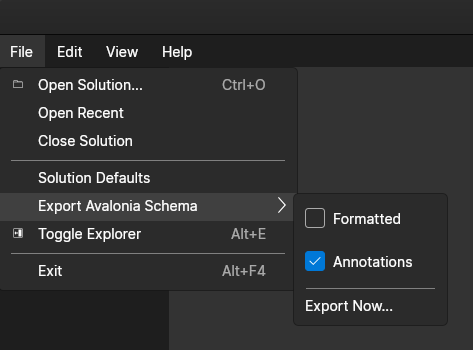 File Edit View Help
Open Solution... Ctrl+O
Open Recent
Close Solution
Solution Defaults
Export Avalonia Schema
Toggle Explorer Alt+E
Exit Alt+F4
Formatted
Annotations
Export Now...